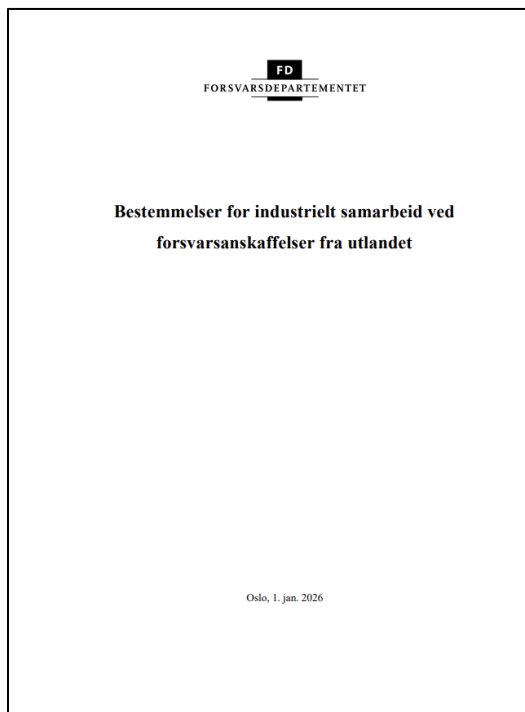 FD
FORSVARSDEPARTEMENTET
Bestemmelser for industrielt samarbeid ved
forsvarsanskaffelser fra utlandet
Oslo, 1. jan. 2026